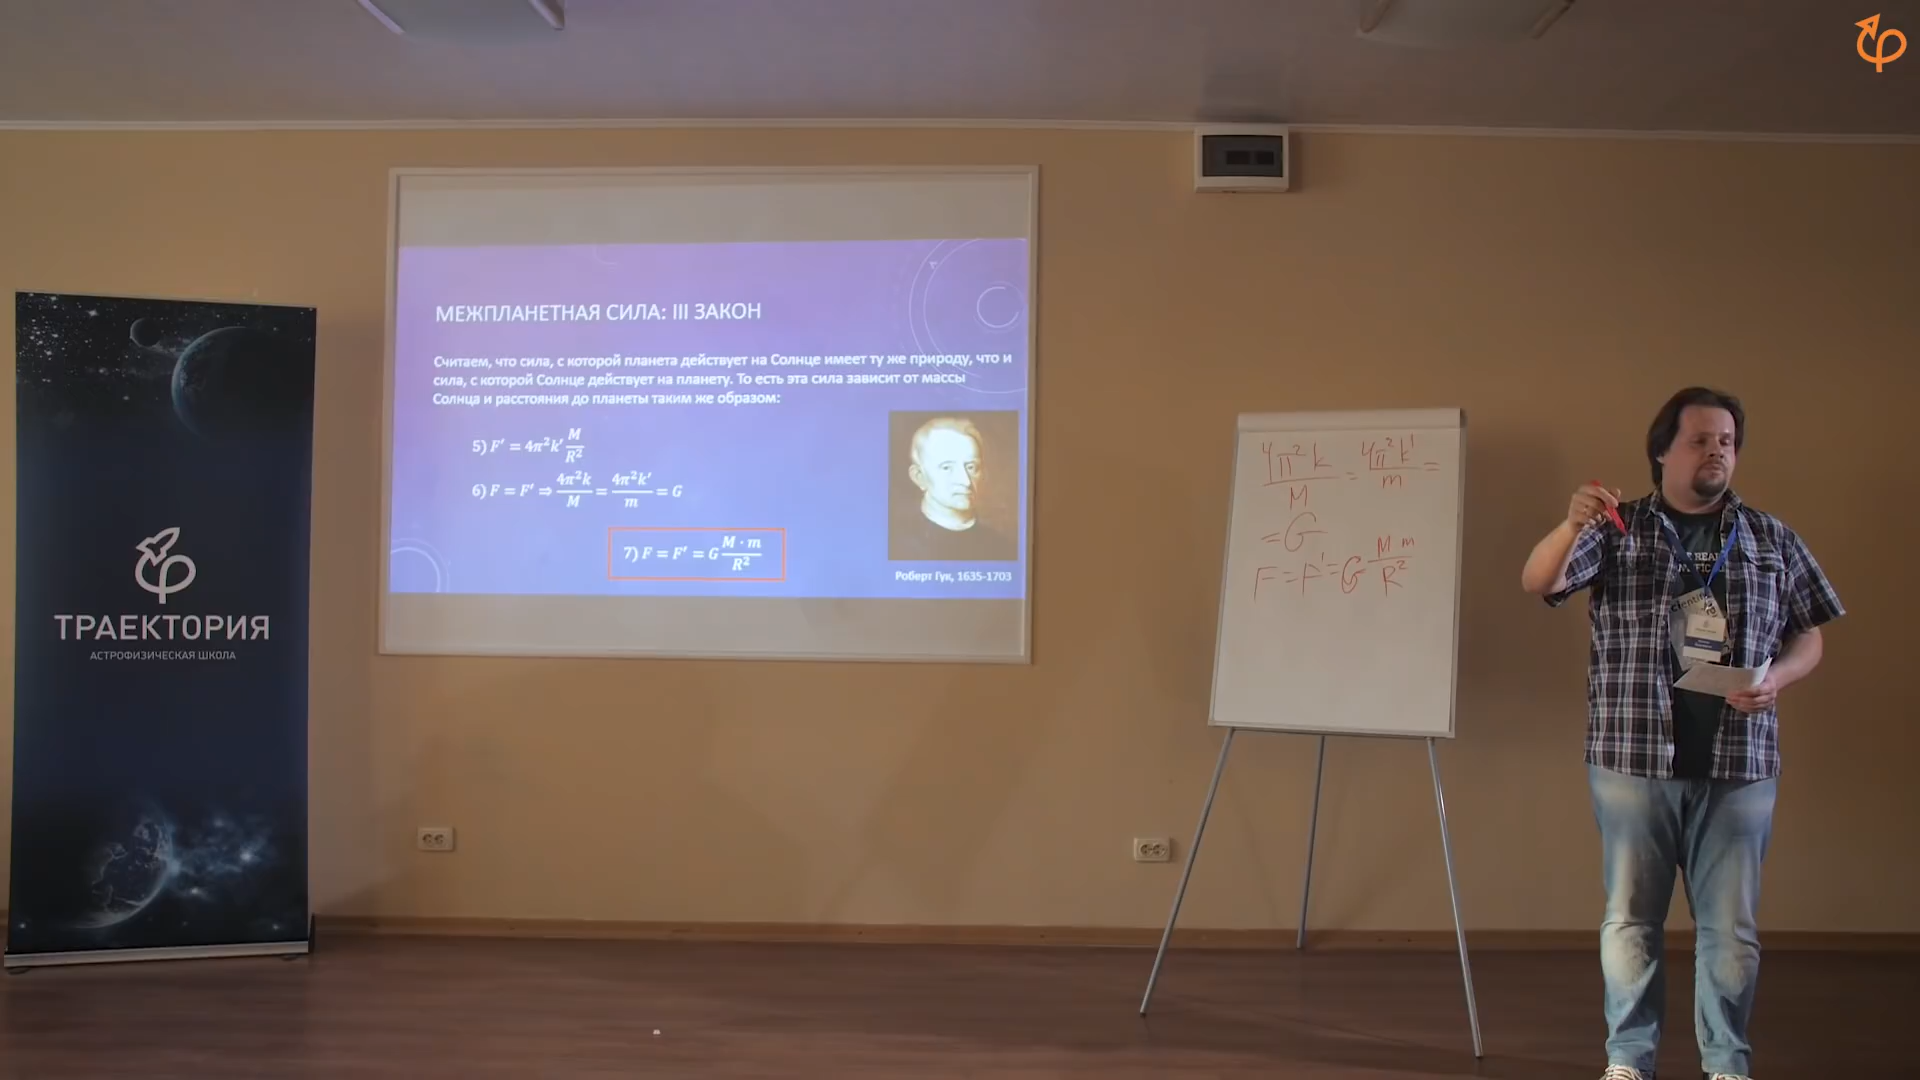 МЕЖПЛАНЕТНАЯ СИЛА: III ЗАКОН
Считаем, что сила, с которой планета действует на Солнце имеет ту же природу, что и
сила, с которой Солнце действует на планету. То есть эта сила зависит от массы
Солнца и расстояния до планеты таким же образом:
5) F′ = 4π²k′ M/R²
6) F = F′ ⇒ 4π²k/M = 4π²k′/m = G
7) F = F′ = G M · m/R²
Роберт Гук, 1635-1703
ТРАЕКТОРИЯ
АСТРОФИЗИЧЕСКАЯ ШКОЛА
4π²k/M = 4π²k′/m =
= G
F = F′ = G M m/R²